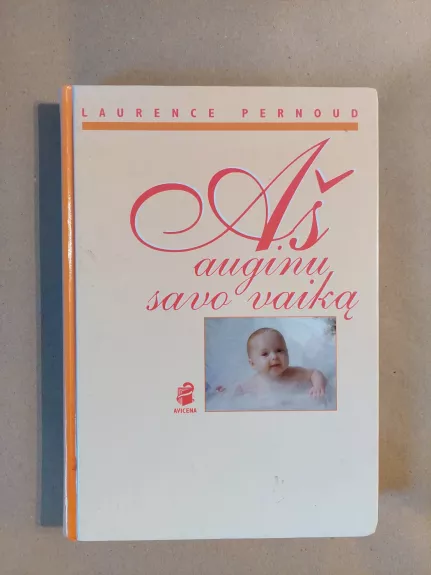 LAURENCE PERNOUD
Aš
auginu
savo vaiką
AVICENA